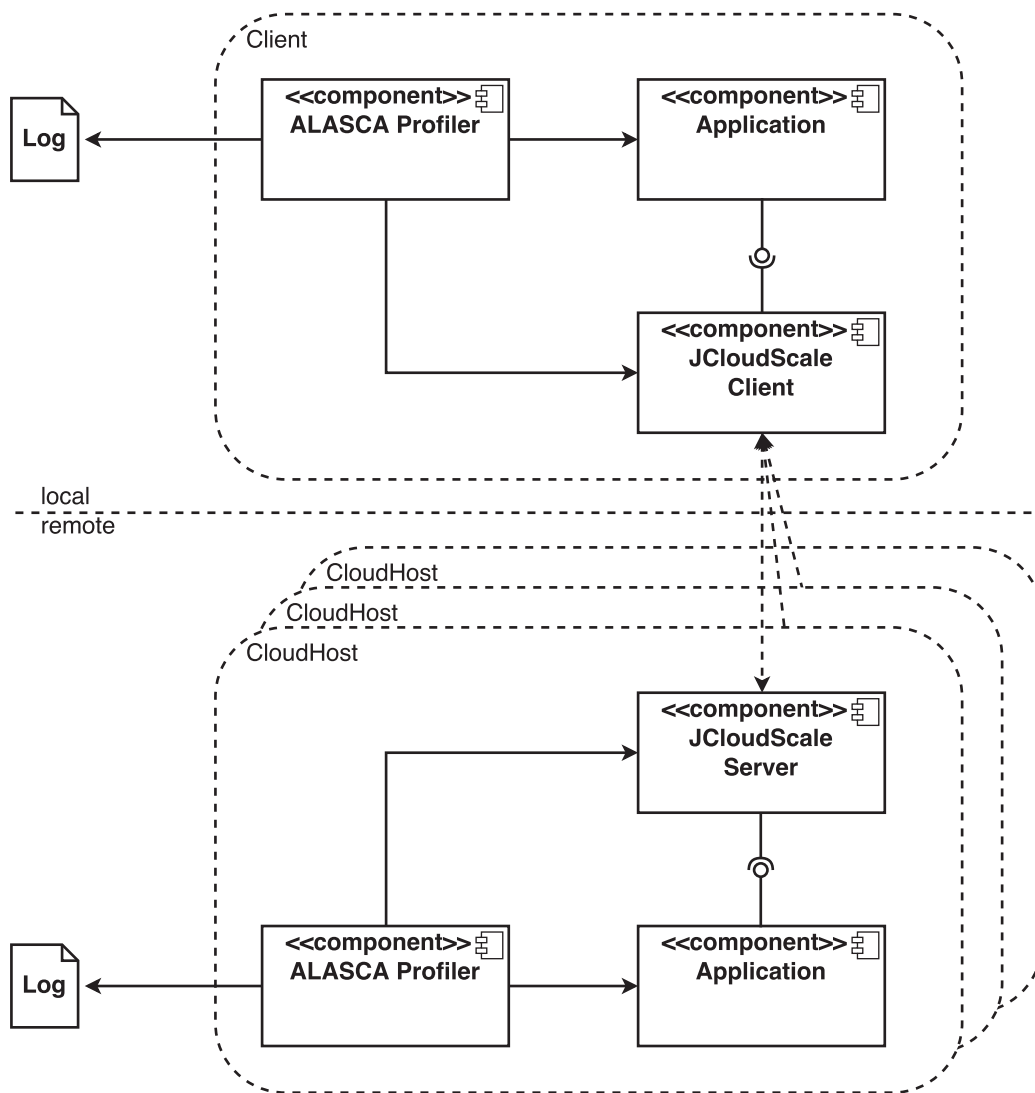 Client
<<component>>
ALASCA Profiler
<<component>>
Application
Log
<<component>>
JCloudScale
Client
local
remote
CloudHost
CloudHost
CloudHost
<<component>>
JCloudScale
Server
<<component>>
ALASCA Profiler
<<component>>
Application
Log